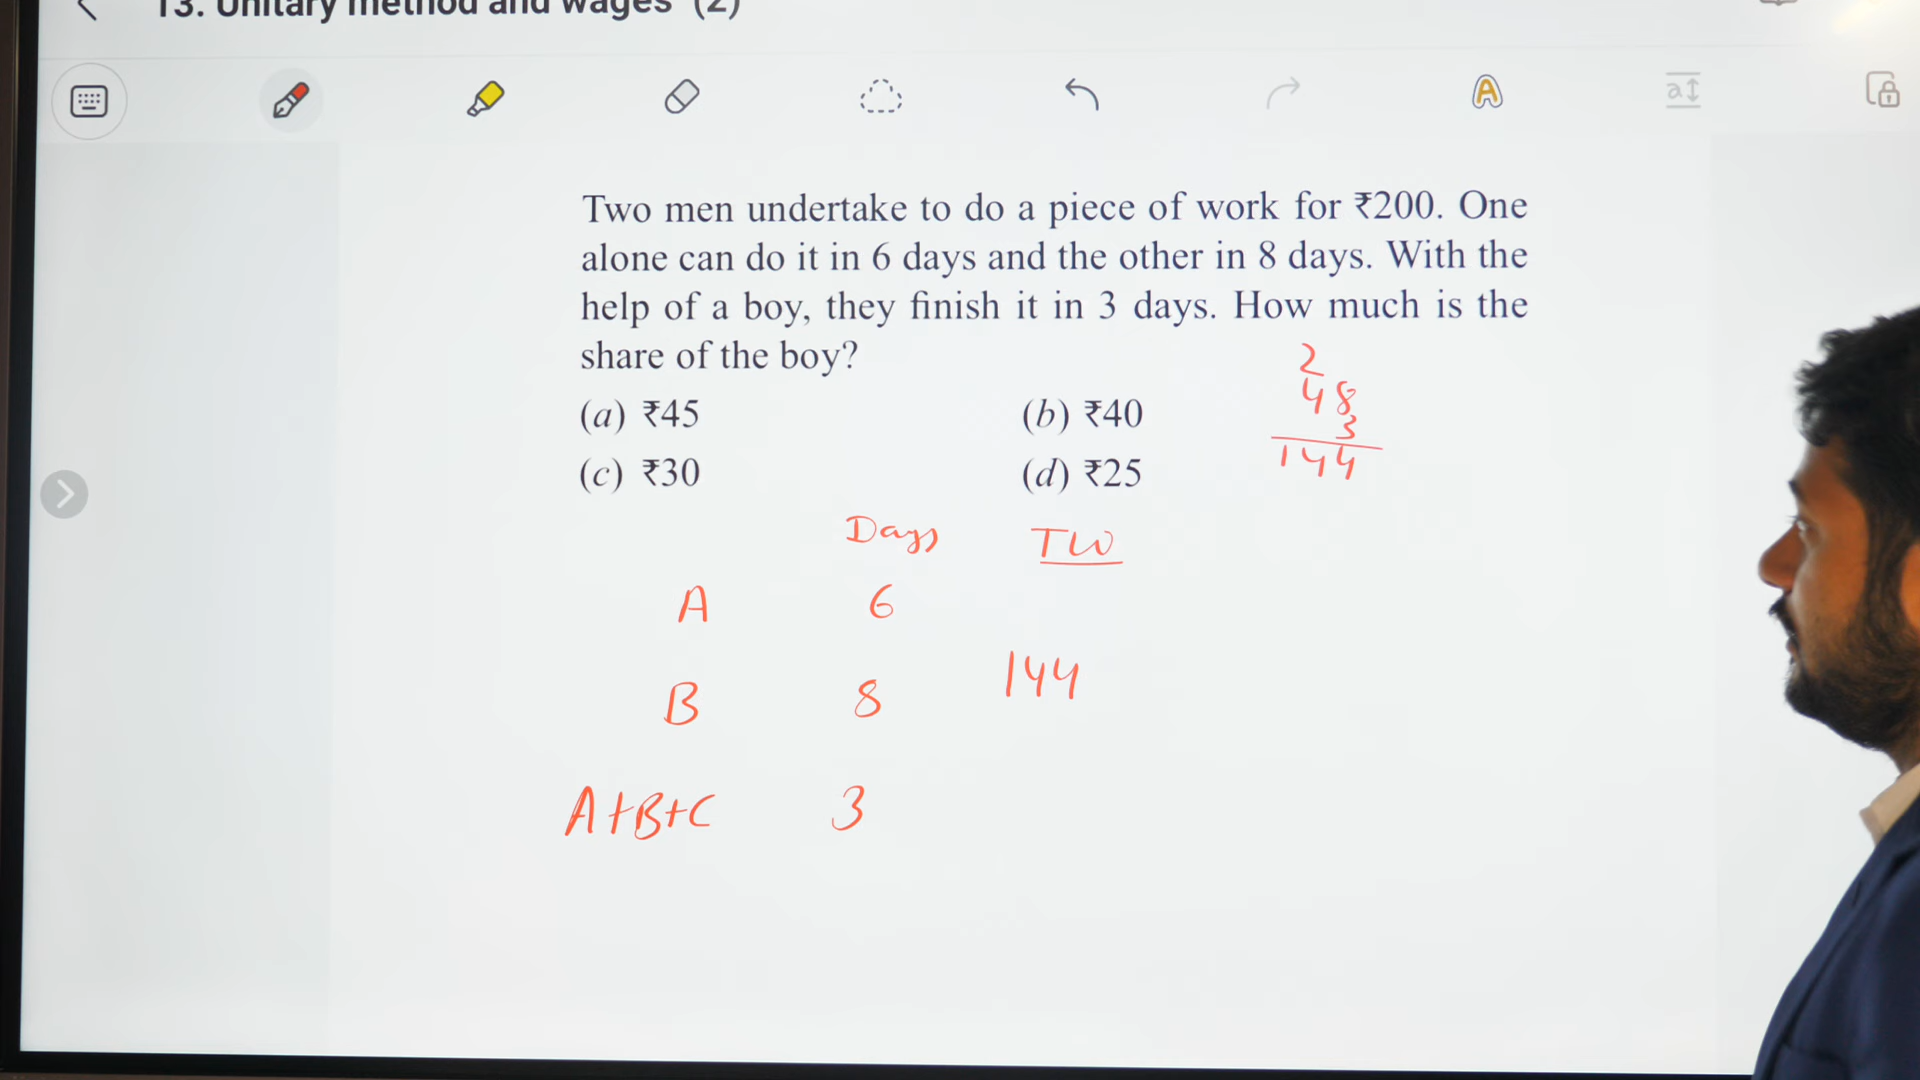 13. Unitary method and wages (2)
Two men undertake to do a piece of work for ₹200. One
alone can do it in 6 days and the other in 8 days. With the
help of a boy, they finish it in 3 days. How much is the
share of the boy?
(a) ₹45 (b) ₹40
(c) ₹30 (d) ₹25
2
48
3
144
Days TW
A 6
B 8 144
A+B+C 3